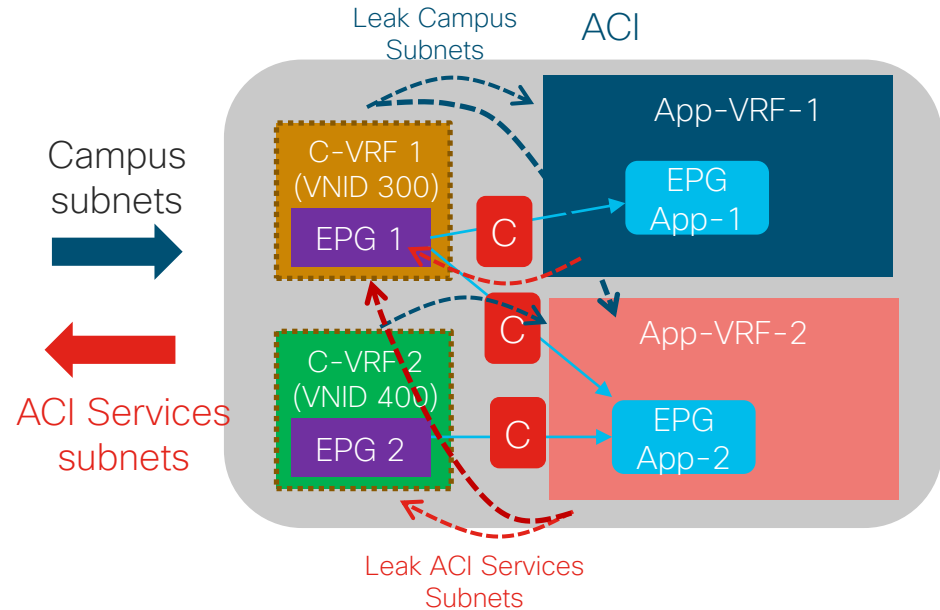 Leak Campus
Subnets
ACI
App-VRF-1
C-VRF 1
(VNID 300)
Campus
subnets
EPG
App-1
C
EPG 1
C
App-VRF-2
C-VRF 2
(VNID 400)
ACI Services
subnets
EPG
App-2
C
EPG 2
Leak ACI Services
Subnets